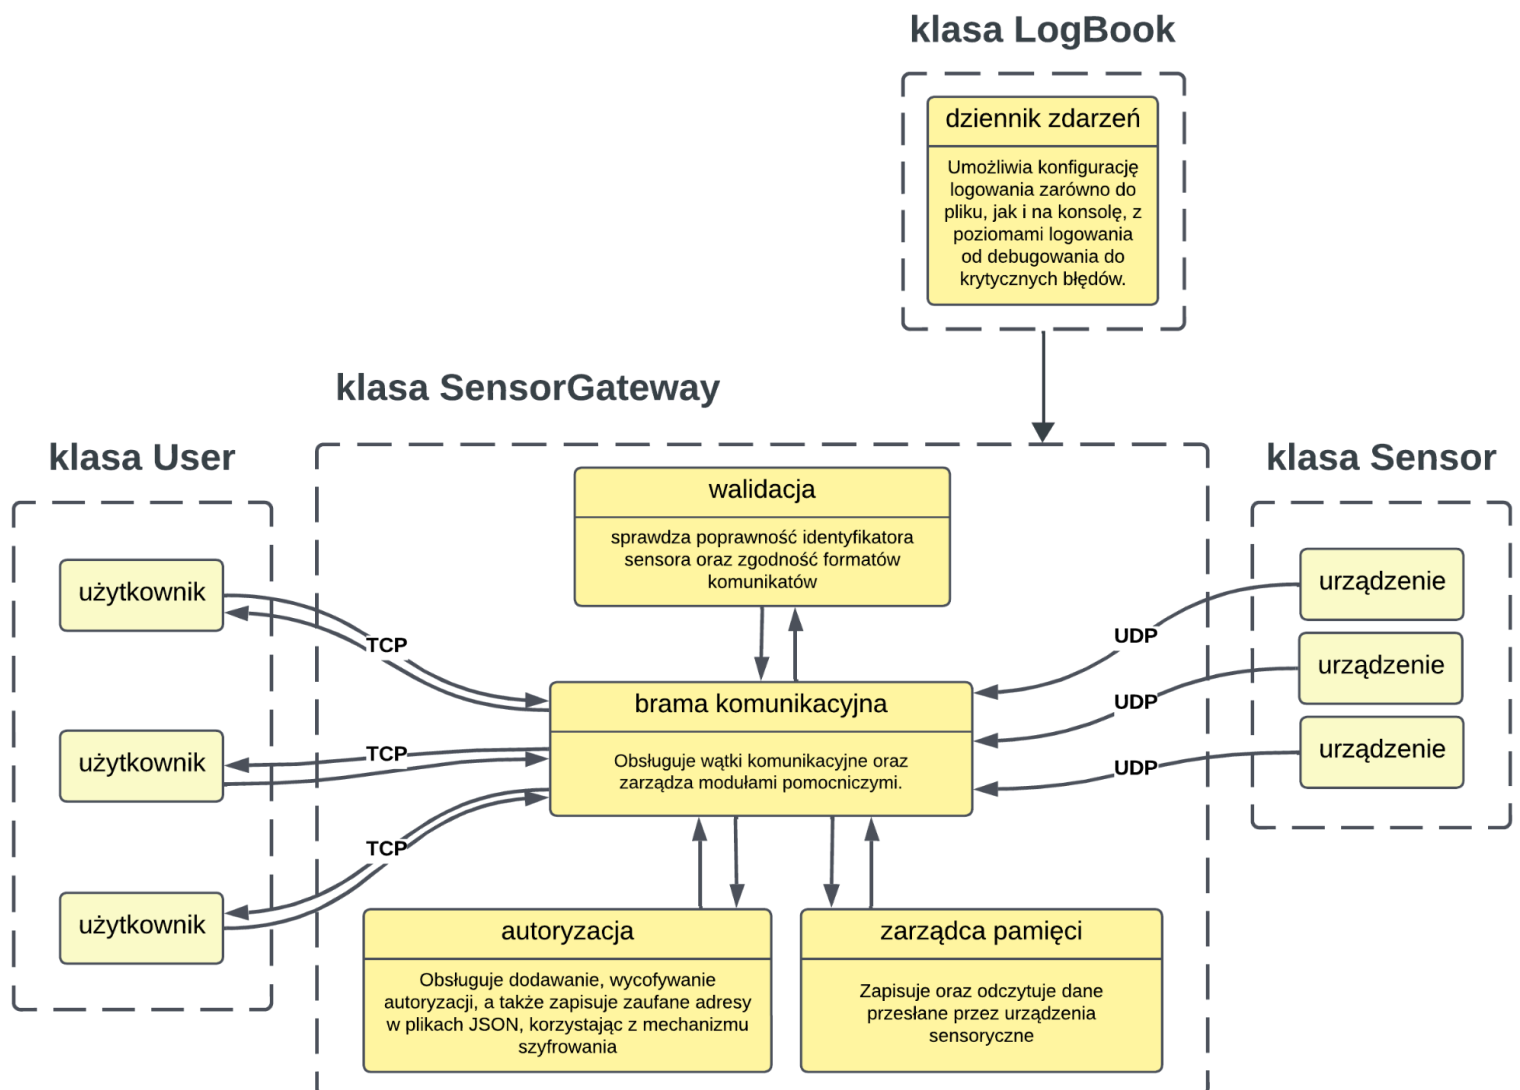 klasa LogBook
dziennik zdarzeń
Umożliwia konfigurację
logowania zarówno do
pliku, jak i na konsolę, z
poziomami logowania
od debugowania do
krytycznych błędów.
klasa SensorGateway
klasa User
klasa Sensor
walidacja
sprawdza poprawność identyfikatora
sensora oraz zgodność formatów
komunikatów
użytkownik
użytkownik
użytkownik
TCP
TCP
TCP
brama komunikacyjna
Obsługuje wątki komunikacyjne oraz
zarządza modułami pomocniczymi.
UDP
UDP
UDP
urządzenie
urządzenie
urządzenie
autoryzacja
Obsługuje dodawanie, wycofywanie
autoryzacji, a także zapisuje zaufane adresy
w plikach JSON, korzystając z mechanizmu
szyfrowania
zarządca pamięci
Zapisuje oraz odczytuje dane
przesłane przez urządzenia
sensoryczne